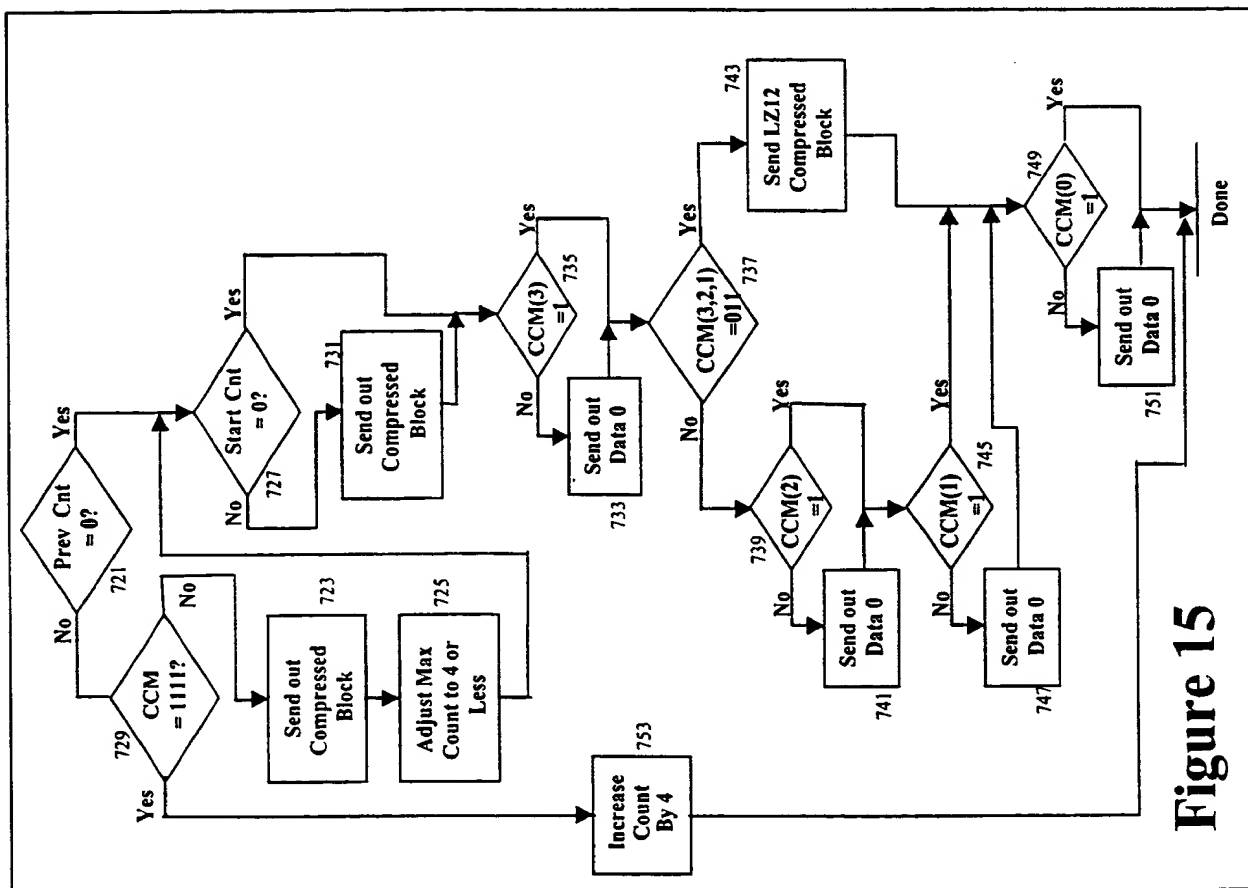 Prev Cnt
= 0?
721
No
Yes
CCM
= 1111?
729
Yes
No
723
Send out
Compressed
Block
725
Adjust Max
Count to 4 or
Less
753
Increase
Count
By 4
Start Cnt
= 0?
727
No
Yes
731
Send out
Compressed
Block
CCM(3)
=1
735
No
Yes
Send out
Data 0
733
CCM(3,2,1)
=011
737
No
Yes
743
Send LZ12
Compressed
Block
CCM(2)
=1
739
No
Yes
Send out
Data 0
741
CCM(1)
=1
745
No
Yes
Send out
Data 0
747
CCM(0)
=1
749
No
Yes
Send out
Data 0
751
Done
Figure 15